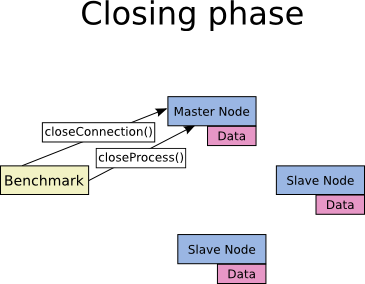 Closing phase
Master Node
closeConnection()
Data
closeProcess()
Benchmark
Slave Node
Data
Slave Node
Data